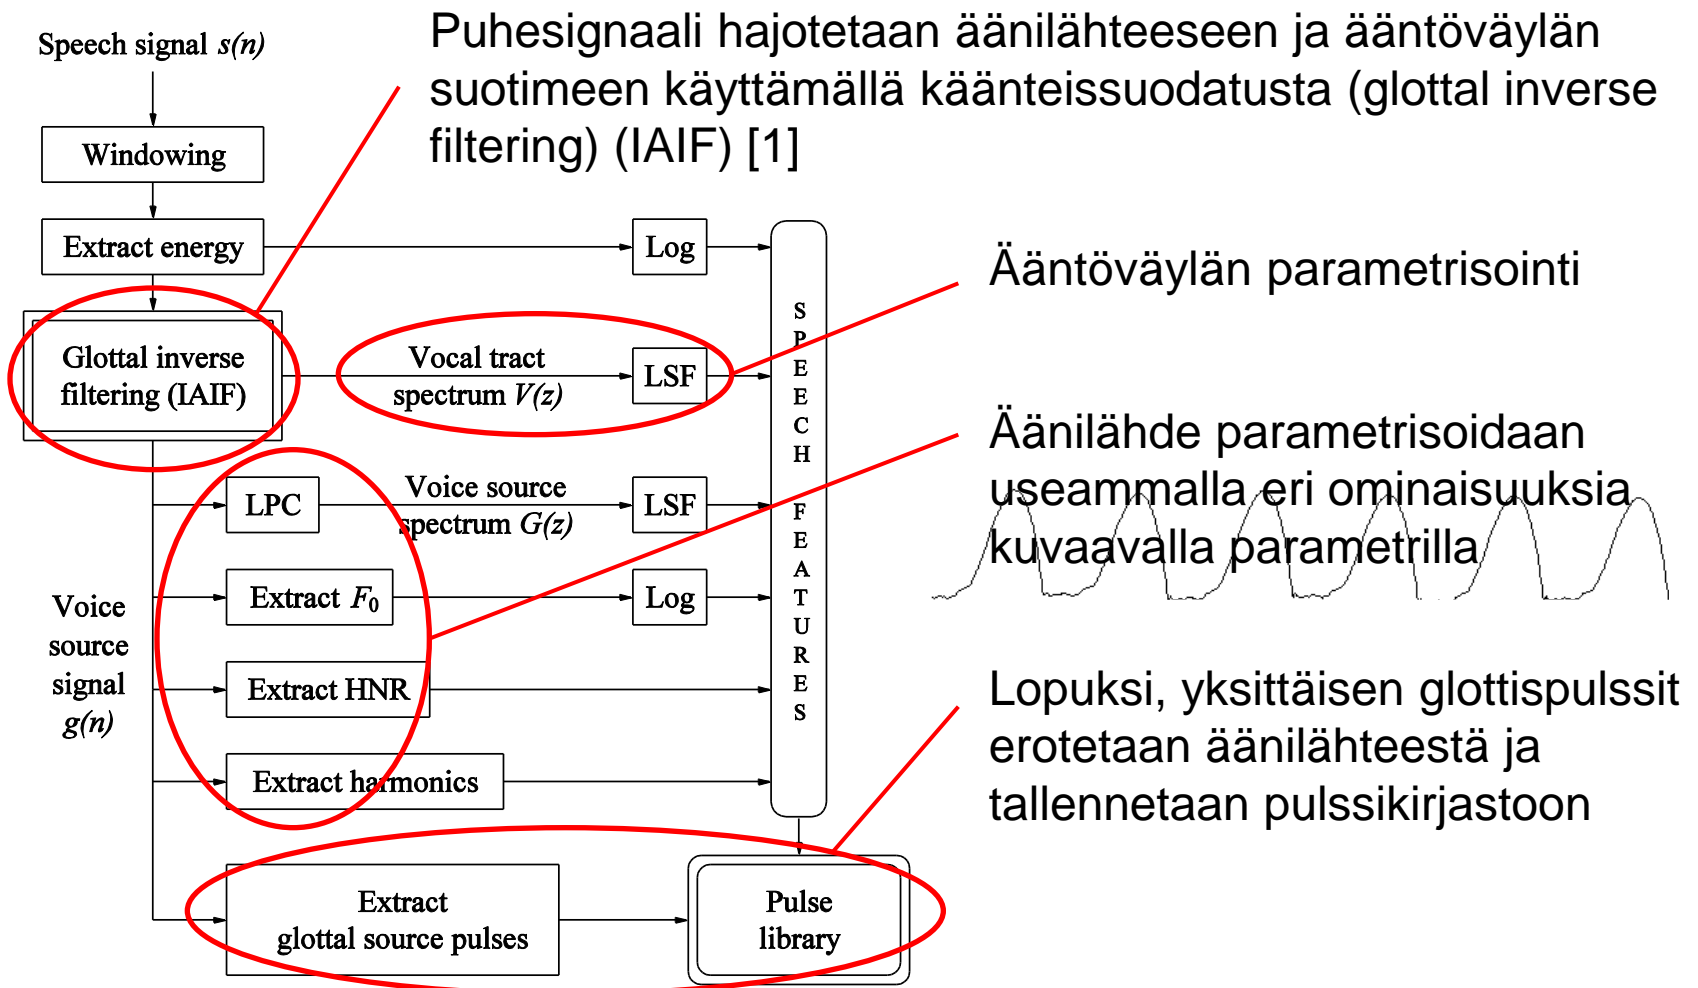 Puhesignaali hajotetaan äänilähteeseen ja ääntöväylän
suotimeen käyttämällä käänteissuodatusta (glottal inverse
filtering) (IAIF) [1]
Speech signal s(n)
Windowing
Extract energy
Log
Glottal inverse
filtering (IAIF)
Vocal tract
spectrum V(z)
LSF
LPC
Voice source
spectrum G(z)
LSF
Extract F₀
Log
Voice
source
signal
g(n)
Extract HNR
Extract harmonics
Extract
glottal source pulses
SPEECH FEATURES
Pulse
library
Ääntöväylän parametrisointi
Äänilähde parametrisoidaan
useammalla eri ominaisuuksia
kuvaavalla parametrilla
Lopuksi, yksittäisen glottispulssit
erotetaan äänilähteestä ja
tallennetaan pulssikirjastoon